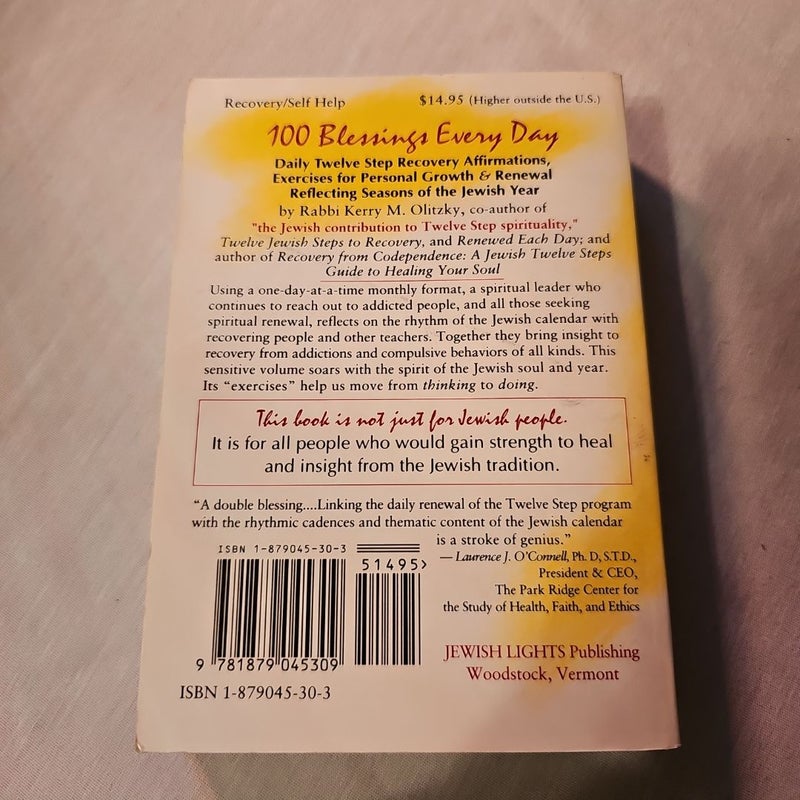 Recovery/Self Help $14.95 (Higher outside the U.S.)
100 Blessings Every Day
Daily Twelve Step Recovery Affirmations,
Exercises for Personal Growth & Renewal
Reflecting Seasons of the Jewish Year
by Rabbi Kerry M. Olitzky, co-author of
"the Jewish contribution to Twelve Step spirituality,"
Twelve Jewish Steps to Recovery, and Renewed Each Day; and
author of Recovery from Codependence: A Jewish Twelve Steps
Guide to Healing Your Soul
Using a one-day-at-a-time monthly format, a spiritual leader who
continues to reach out to addicted people, and all those seeking
spiritual renewal, reflects on the rhythm of the Jewish calendar with
recovering people and other teachers. Together they bring insight to
recovery from addictions and compulsive behaviors of all kinds. This
sensitive volume soars with the spirit of the Jewish soul and year.
Its “exercises” help us move from thinking to doing.
This book is not just for Jewish people.
It is for all people who would gain strength to heal
and insight from the Jewish tradition.
“A double blessing....Linking the daily renewal of the Twelve Step program
with the rhythmic cadences and thematic content of the Jewish calendar
is a stroke of genius.”
— Laurence J. O'Connell, Ph. D, S.T.D.,
President & CEO,
The Park Ridge Center for
the Study of Health, Faith, and Ethics
ISBN 1-879045-30-3
51495>
9 781879 045309
ISBN 1-879045-30-3
JEWISH LIGHTS Publishing
Woodstock, Vermont